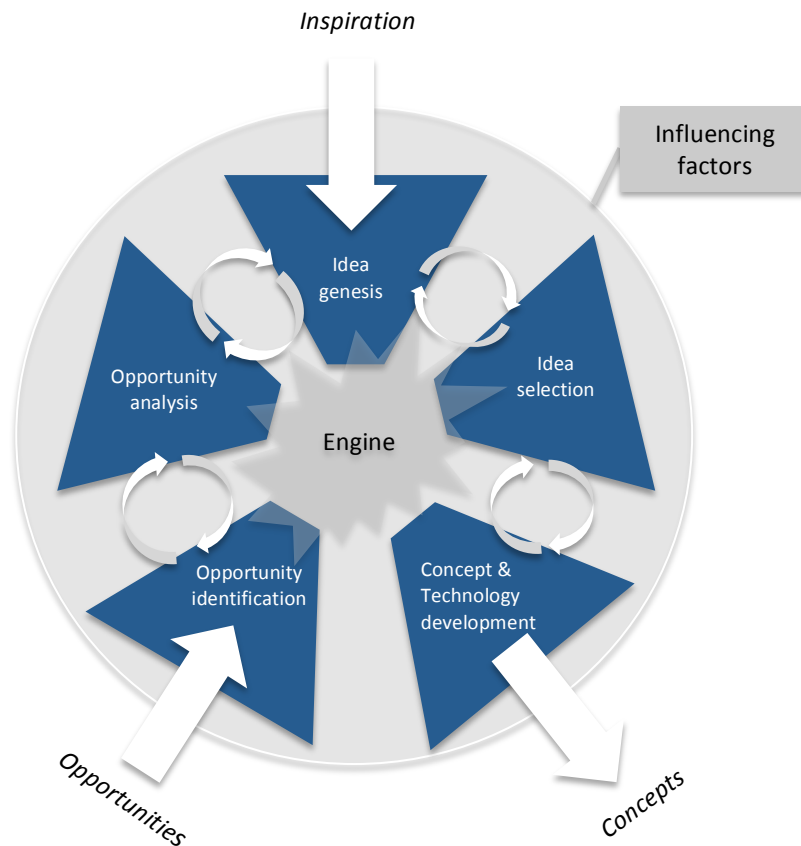 Inspiration
Influencing
factors
Idea
genesis
Opportunity
analysis
Idea
selection
Engine
Opportunity
identification
Concept &
Technology
development
Opportunities
Concepts